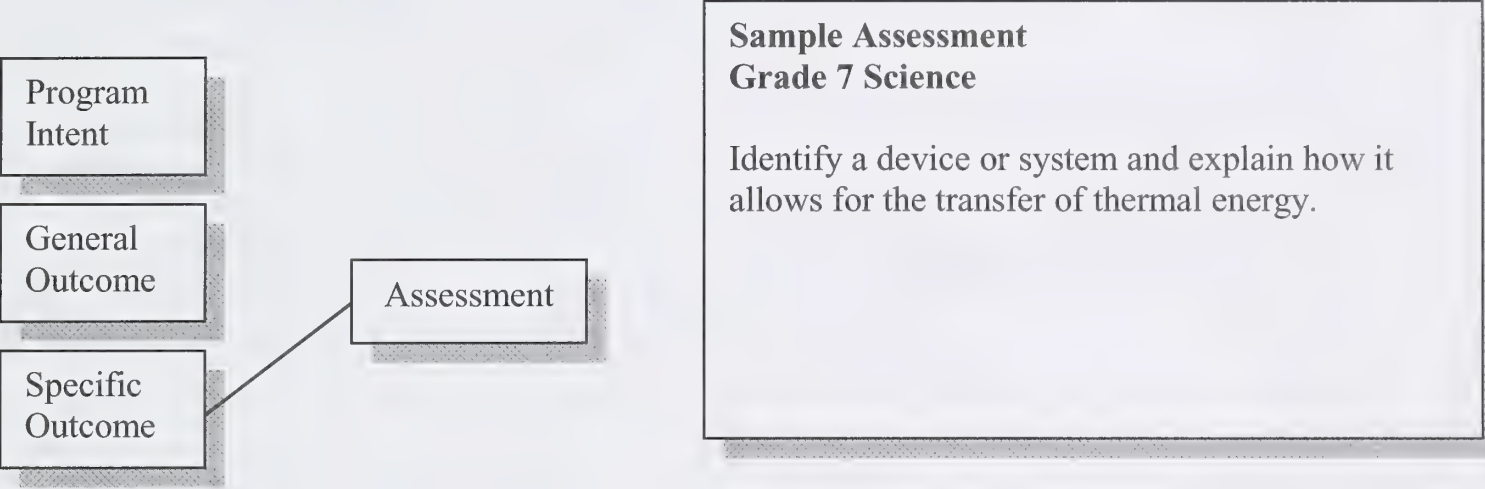 Program
Intent
General
Outcome
Specific
Outcome
Assessment
Sample Assessment
Grade 7 Science
Identify a device or system and explain how it
allows for the transfer of thermal energy.